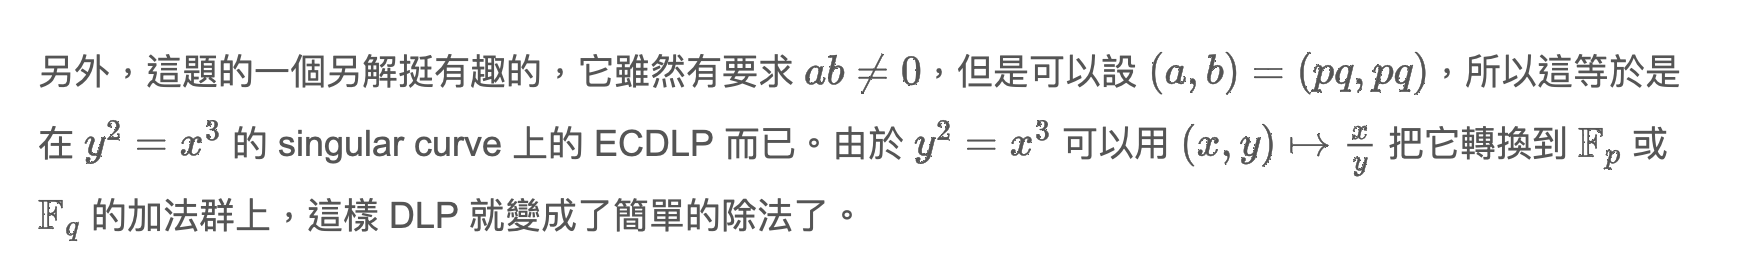 另外，這題的一個另解挺有趣的，它雖然有要求 $ab \neq 0$，但是可以設 $(a, b) = (pq, pq)$，所以這等於是
在 $y^2 = x^3$ 的 singular curve 上的 ECDLP 而已。由於 $y^2 = x^3$ 可以用 $(x, y) \mapsto \frac{x}{y}$ 把它轉換到 $\mathbb{F}_p$ 或
$\mathbb{F}_q$ 的加法群上，這樣 DLP 就變成了簡單的除法了。